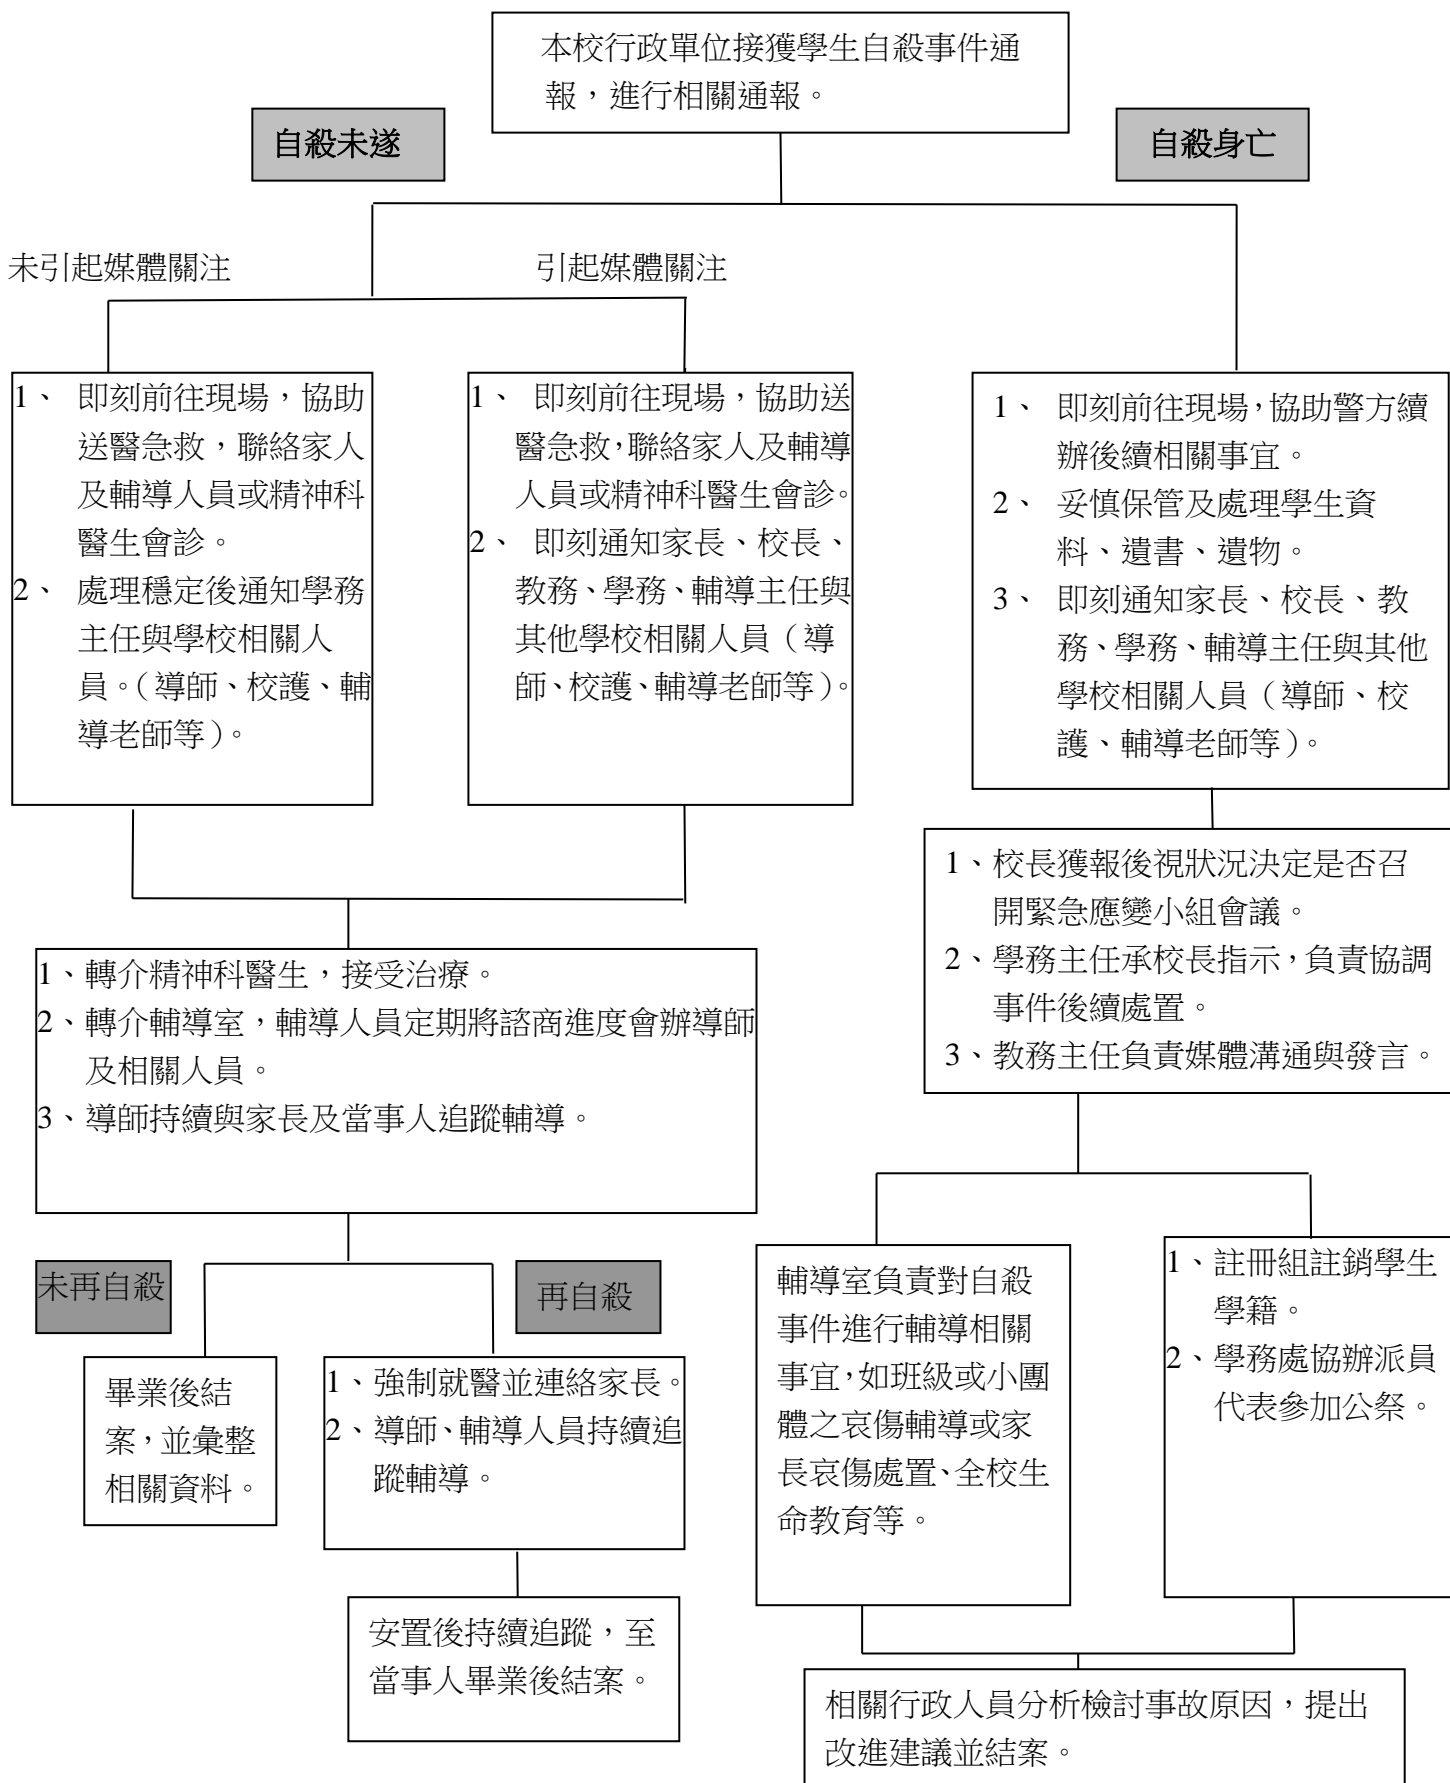 本校行政單位接獲學生自殺事件通
報，進行相關通報。
自殺未遂
自殺身亡
未引起媒體關注
引起媒體關注
1、 即刻前往現場，協助
送醫急救，聯絡家人
及輔導人員或精神科
醫生會診。
2、 處理穩定後通知學務
主任與學校相關人
員。（導師、校護、輔
導老師等）。
1、 即刻前往現場，協助送
醫急救，聯絡家人及輔導
人員或精神科醫生會診。
2、 即刻通知家長、校長、
教務、學務、輔導主任與
其他學校相關人員（導
師、校護、輔導老師等）。
1、 即刻前往現場，協助警方續
辦後續相關事宜。
2、 妥慎保管及處理學生資
料、遺書、遺物。
3、 即刻通知家長、校長、教
務、學務、輔導主任與其他
學校相關人員（導師、校
護、輔導老師等）。
1、校長獲報後視狀況決定是否召
開緊急應變小組會議。
2、學務主任承校長指示，負責協調
事件後續處置。
3、教務主任負責媒體溝通與發言。
1、轉介精神科醫生，接受治療。
2、轉介輔導室，輔導人員定期將諮商進度會辦導師
及相關人員。
3、導師持續與家長及當事人追蹤輔導。
未再自殺
再自殺
畢業後結
案，並彙整
相關資料。
1、強制就醫並連絡家長。
2、導師、輔導人員持續追
蹤輔導。
安置後持續追蹤，至
當事人畢業後結案。
輔導室負責對自殺
事件進行輔導相關
事宜，如班級或小團
體之哀傷輔導或家
長哀傷處置、全校生
命教育等。
1、註冊組註銷學生
學籍。
2、學務處協辦派員
代表參加公祭。
相關行政人員分析檢討事故原因，提出
改進建議並結案。